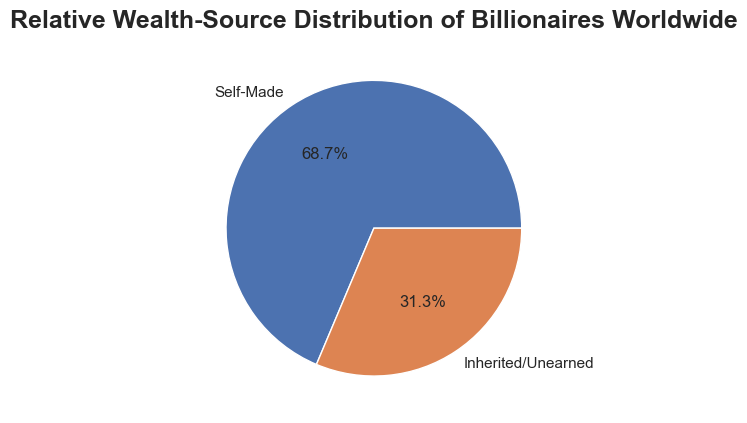 Relative Wealth-Source Distribution of Billionaires Worldwide
Self-Made
68.7%
31.3%
Inherited/Unearned